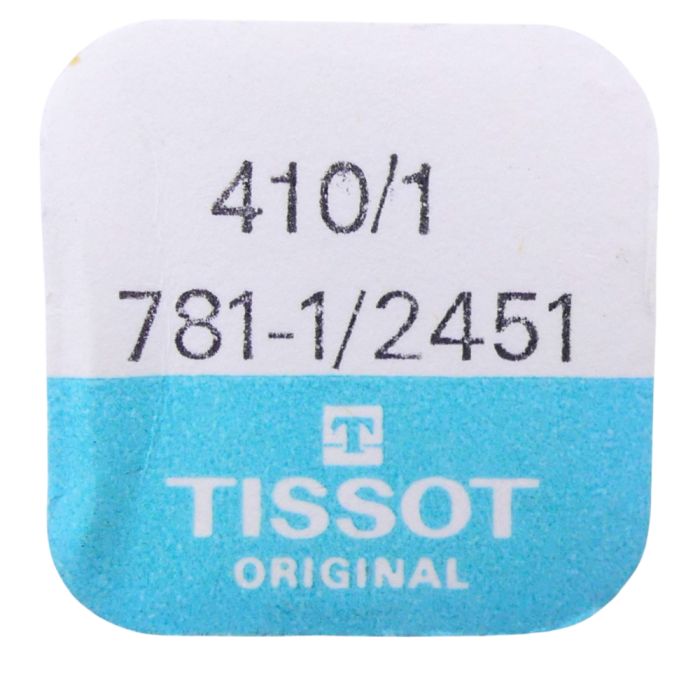 410/1
781-1/2451
T
TISSOT
ORIGINAL